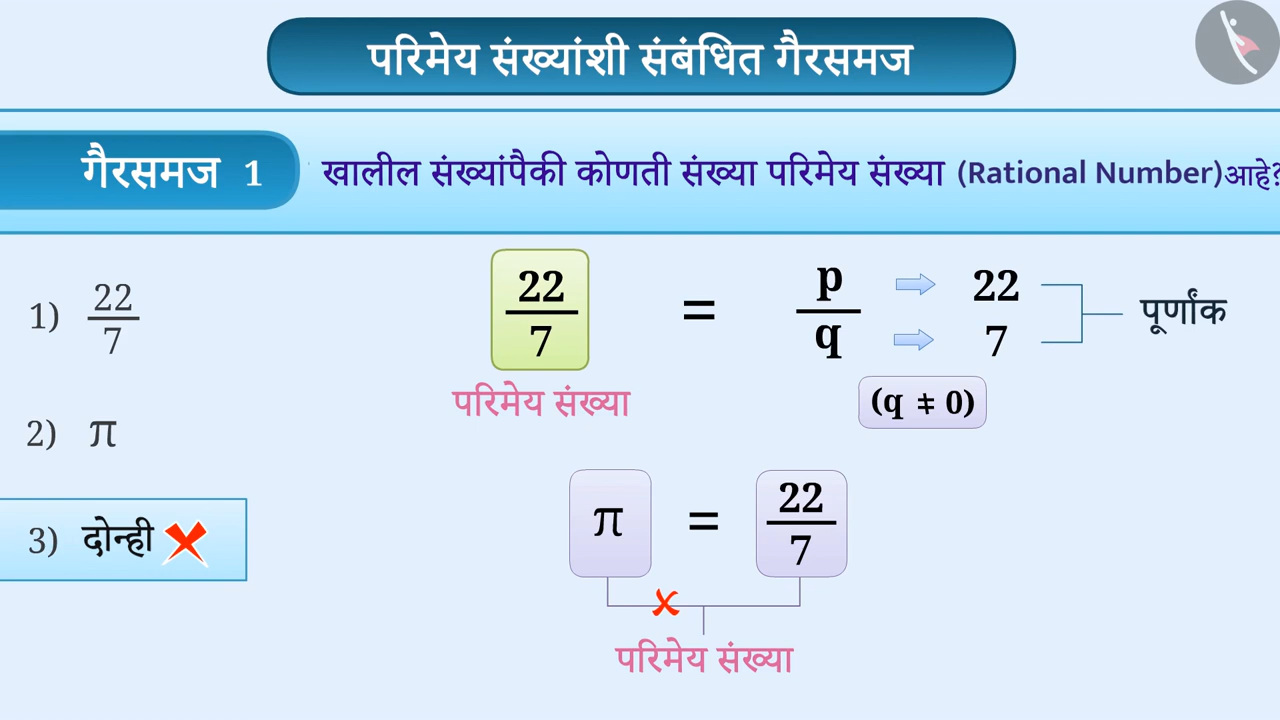 परिमेय संख्यांशी संबंधित गैरसमज
गैरसमज 1 खालील संख्यांपैकी कोणती संख्या परिमेय संख्या (Rational Number)आहे?
1) 22/7
22/7 = p/q ⇨ 22 ⇨ 7 पूर्णांक
परिमेय संख्या
(q ≠ 0)
2) π
3) दोन्ही ✗
π = 22/7
✗
परिमेय संख्या